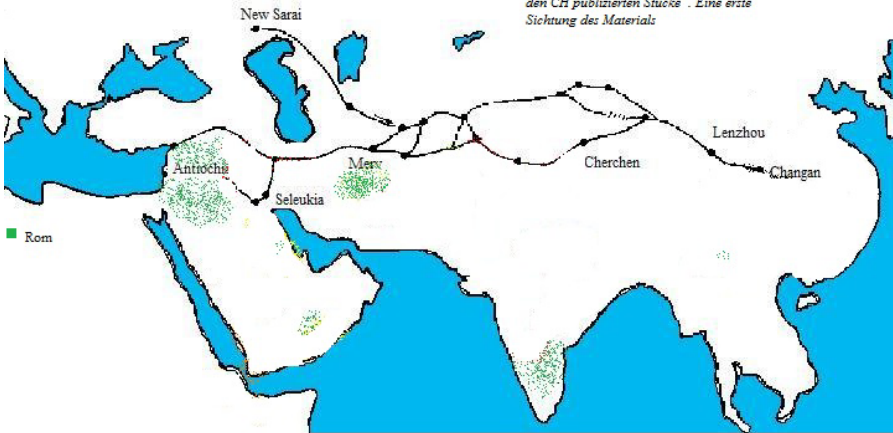 den CH publizierten Stücke". Eine erste
Sichtung des Materials
New Sarai
Lenzhou
Merv
Cherchen
Antiochia
Changan
Seleukia
Rom